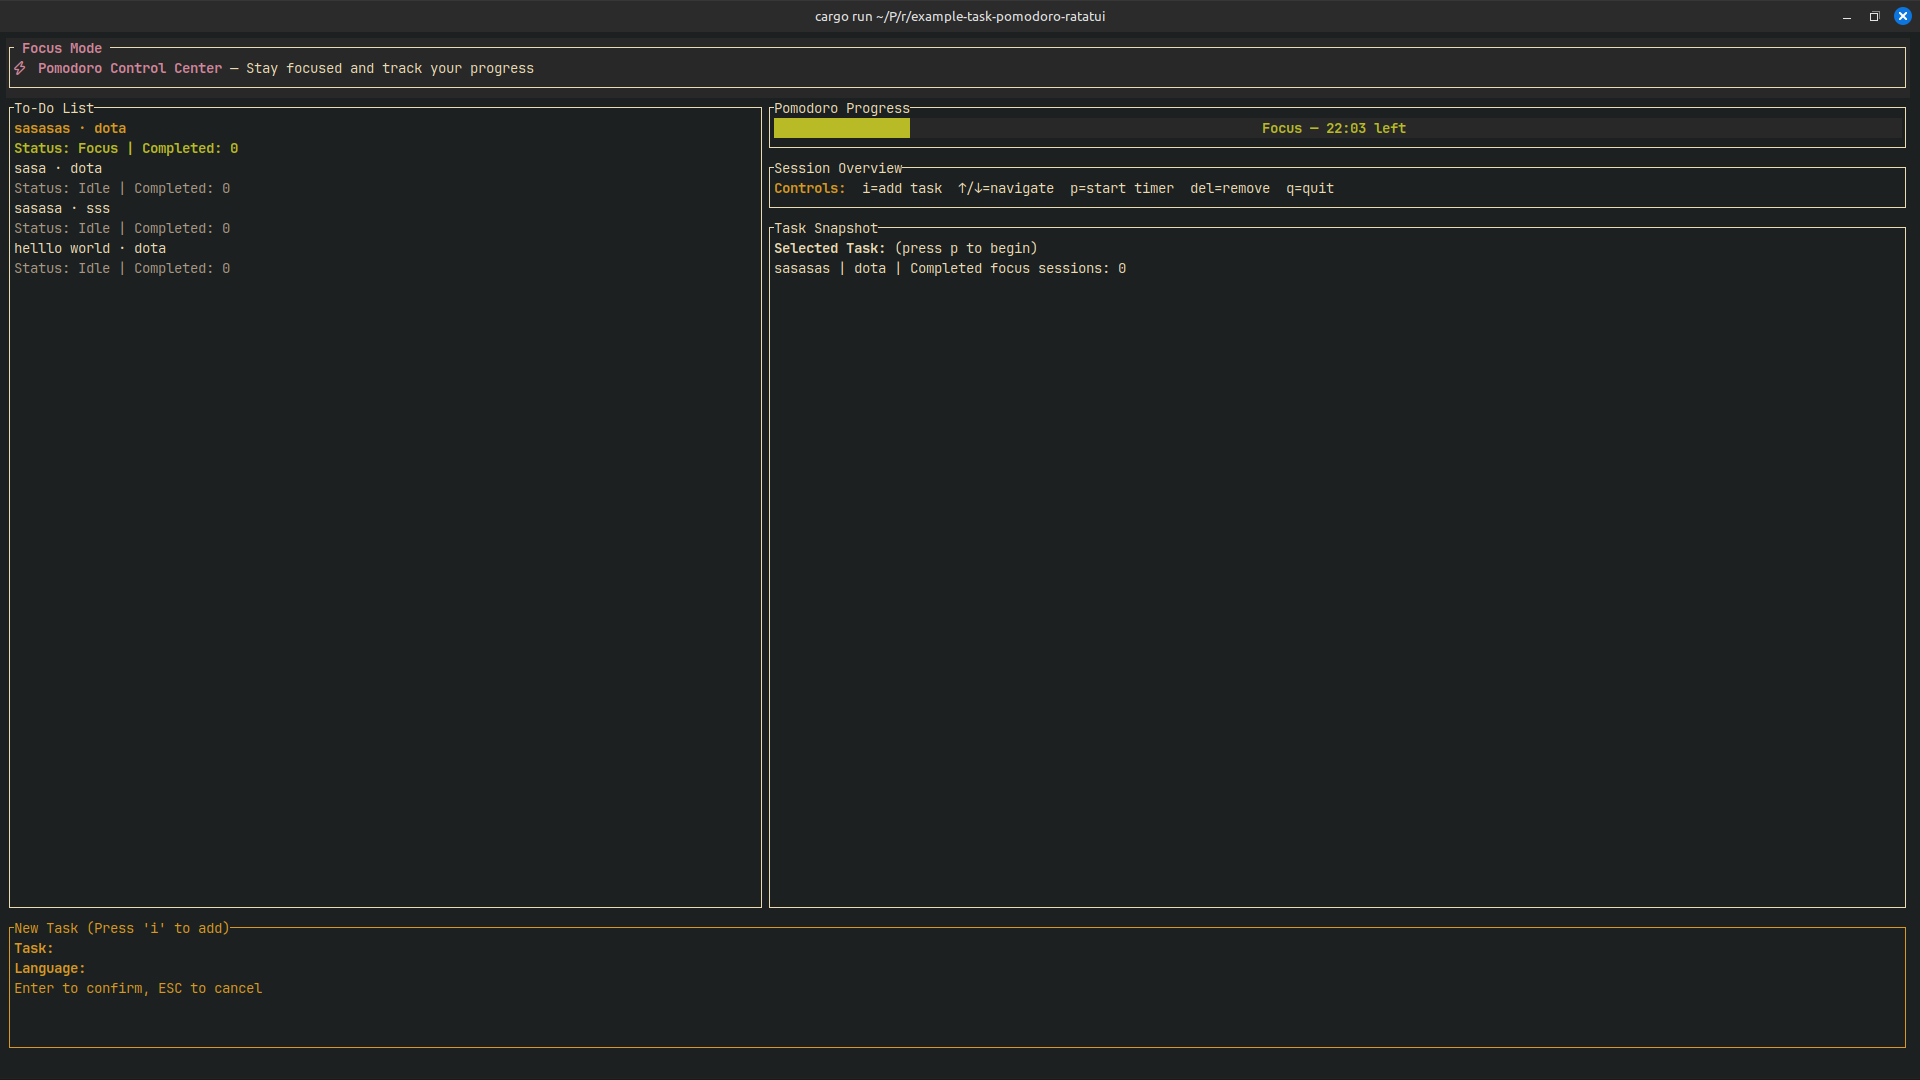 cargo run ~/P/r/example-task-pomodoro-ratatui
Focus Mode
⚡ Pomodoro Control Center — Stay focused and track your progress
To-Do List
sasasas · dota
Status: Focus | Completed: 0
sasa · dota
Status: Idle | Completed: 0
sasasa · sss
Status: Idle | Completed: 0
helllo world · dota
Status: Idle | Completed: 0
Pomodoro Progress
Focus — 22:03 left
Session Overview
Controls:  i=add task  ↑/↓=navigate  p=start timer  del=remove  q=quit
Task Snapshot
Selected Task: (press p to begin)
sasasas | dota | Completed focus sessions: 0
New Task (Press 'i' to add)
Task:
Language:
Enter to confirm, ESC to cancel